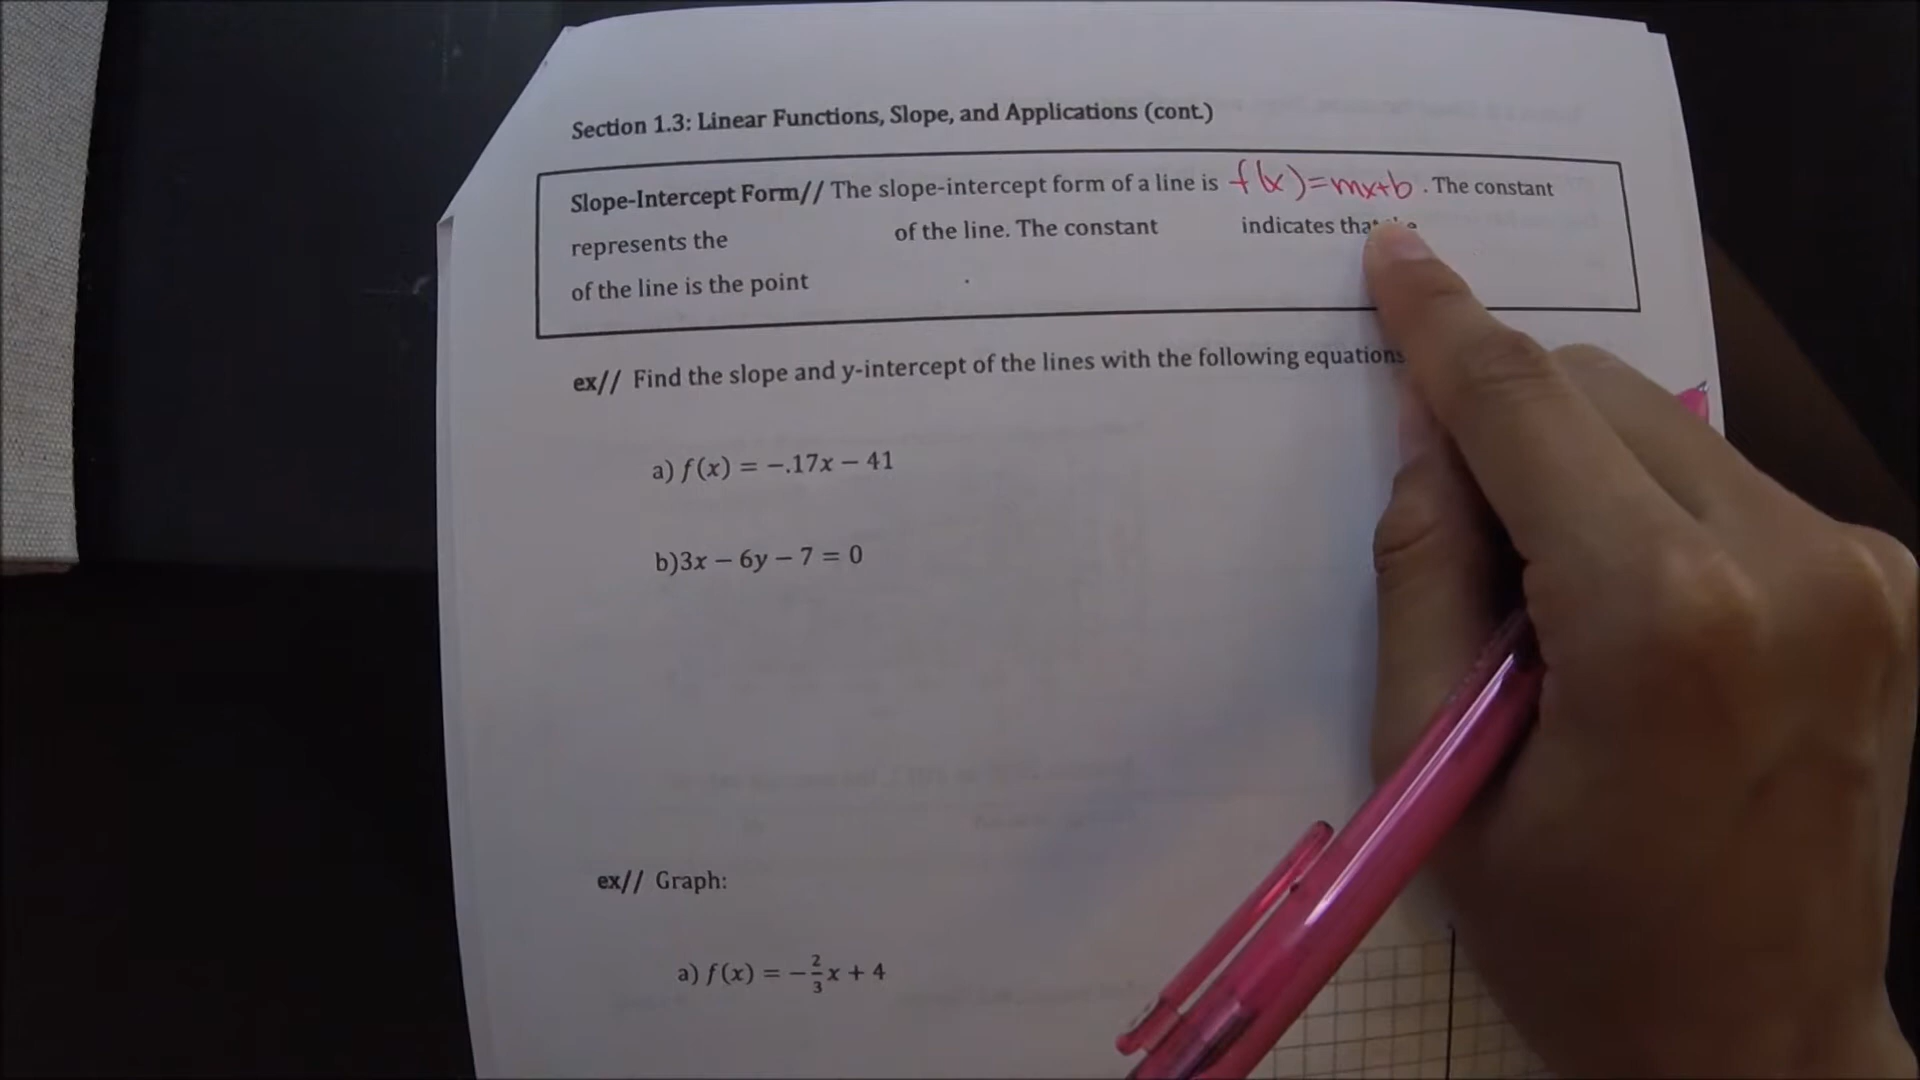 Section 1.3: Linear Functions, Slope, and Applications (cont.)
Slope-Intercept Form// The slope-intercept form of a line is f(x)=mx+b. The constant
represents the of the line. The constant indicates that
of the line is the point .
ex// Find the slope and y-intercept of the lines with the following equations
a) f(x) = −.17x − 41
b)3x − 6y − 7 = 0
ex// Graph:
a) f(x) = −2/3x + 4